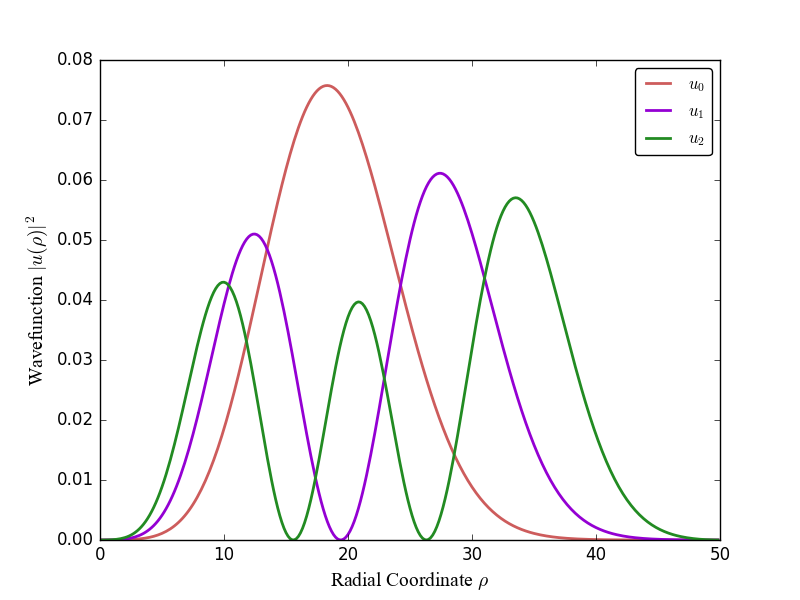 0.08
0.07
0.06
0.05
0.04
0.03
0.02
0.01
0.00
Wavefunction |u(ρ)|²
0 10 20 30 40 50
Radial Coordinate ρ
u₀
u₁
u₂